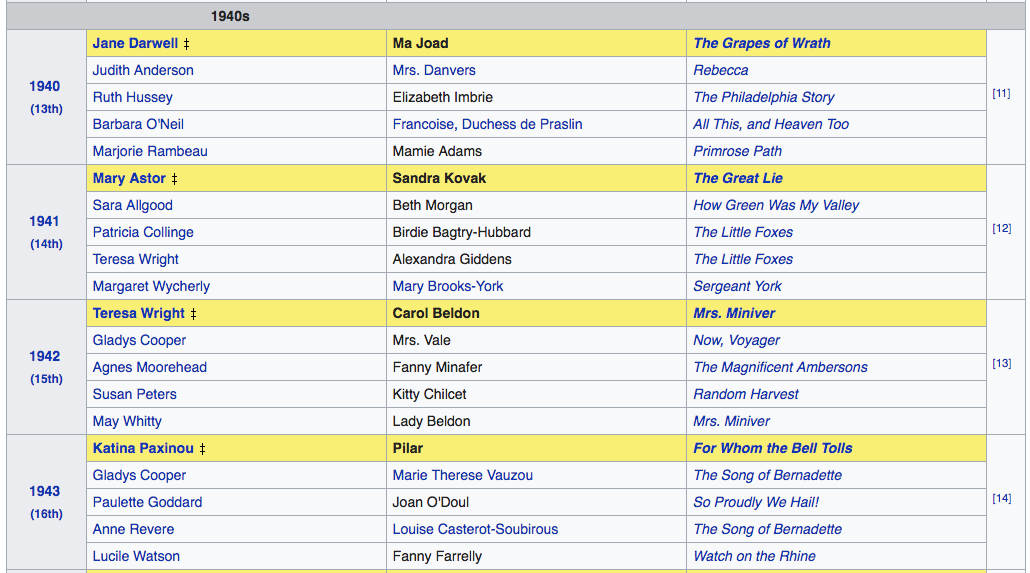 1940s
1940
(13th)
Jane Darwell ‡ Ma Joad The Grapes of Wrath [11]
Judith Anderson Mrs. Danvers Rebecca
Ruth Hussey Elizabeth Imbrie The Philadelphia Story
Barbara O'Neil Francoise, Duchess de Praslin All This, and Heaven Too
Marjorie Rambeau Mamie Adams Primrose Path
1941
(14th)
Mary Astor ‡ Sandra Kovak The Great Lie [12]
Sara Allgood Beth Morgan How Green Was My Valley
Patricia Collinge Birdie Bagtry-Hubbard The Little Foxes
Teresa Wright Alexandra Giddens The Little Foxes
Margaret Wycherly Mary Brooks-York Sergeant York
1942
(15th)
Teresa Wright ‡ Carol Beldon Mrs. Miniver [13]
Gladys Cooper Mrs. Vale Now, Voyager
Agnes Moorehead Fanny Minafer The Magnificent Ambersons
Susan Peters Kitty Chilcet Random Harvest
May Whitty Lady Beldon Mrs. Miniver
1943
(16th)
Katina Paxinou ‡ Pilar For Whom the Bell Tolls [14]
Gladys Cooper Marie Therese Vauzou The Song of Bernadette
Paulette Goddard Joan O'Doul So Proudly We Hail!
Anne Revere Louise Casterot-Soubirous The Song of Bernadette
Lucile Watson Fanny Farrelly Watch on the Rhine